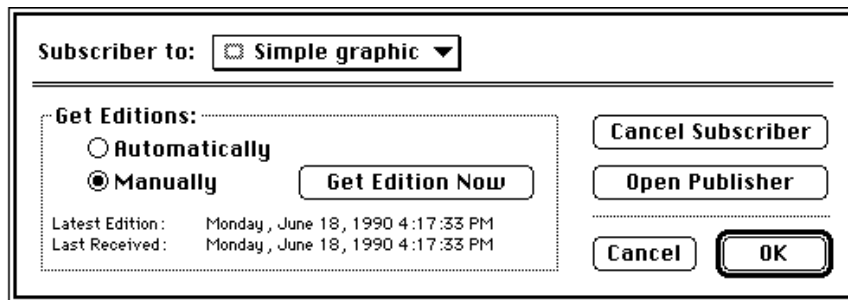 Subscriber to: Simple graphic
Get Editions:
Automatically
Manually
Get Edition Now
Latest Edition: Monday, June 18, 1990 4:17:33 PM
Last Received: Monday, June 18, 1990 4:17:33 PM
Cancel Subscriber
Open Publisher
Cancel
OK